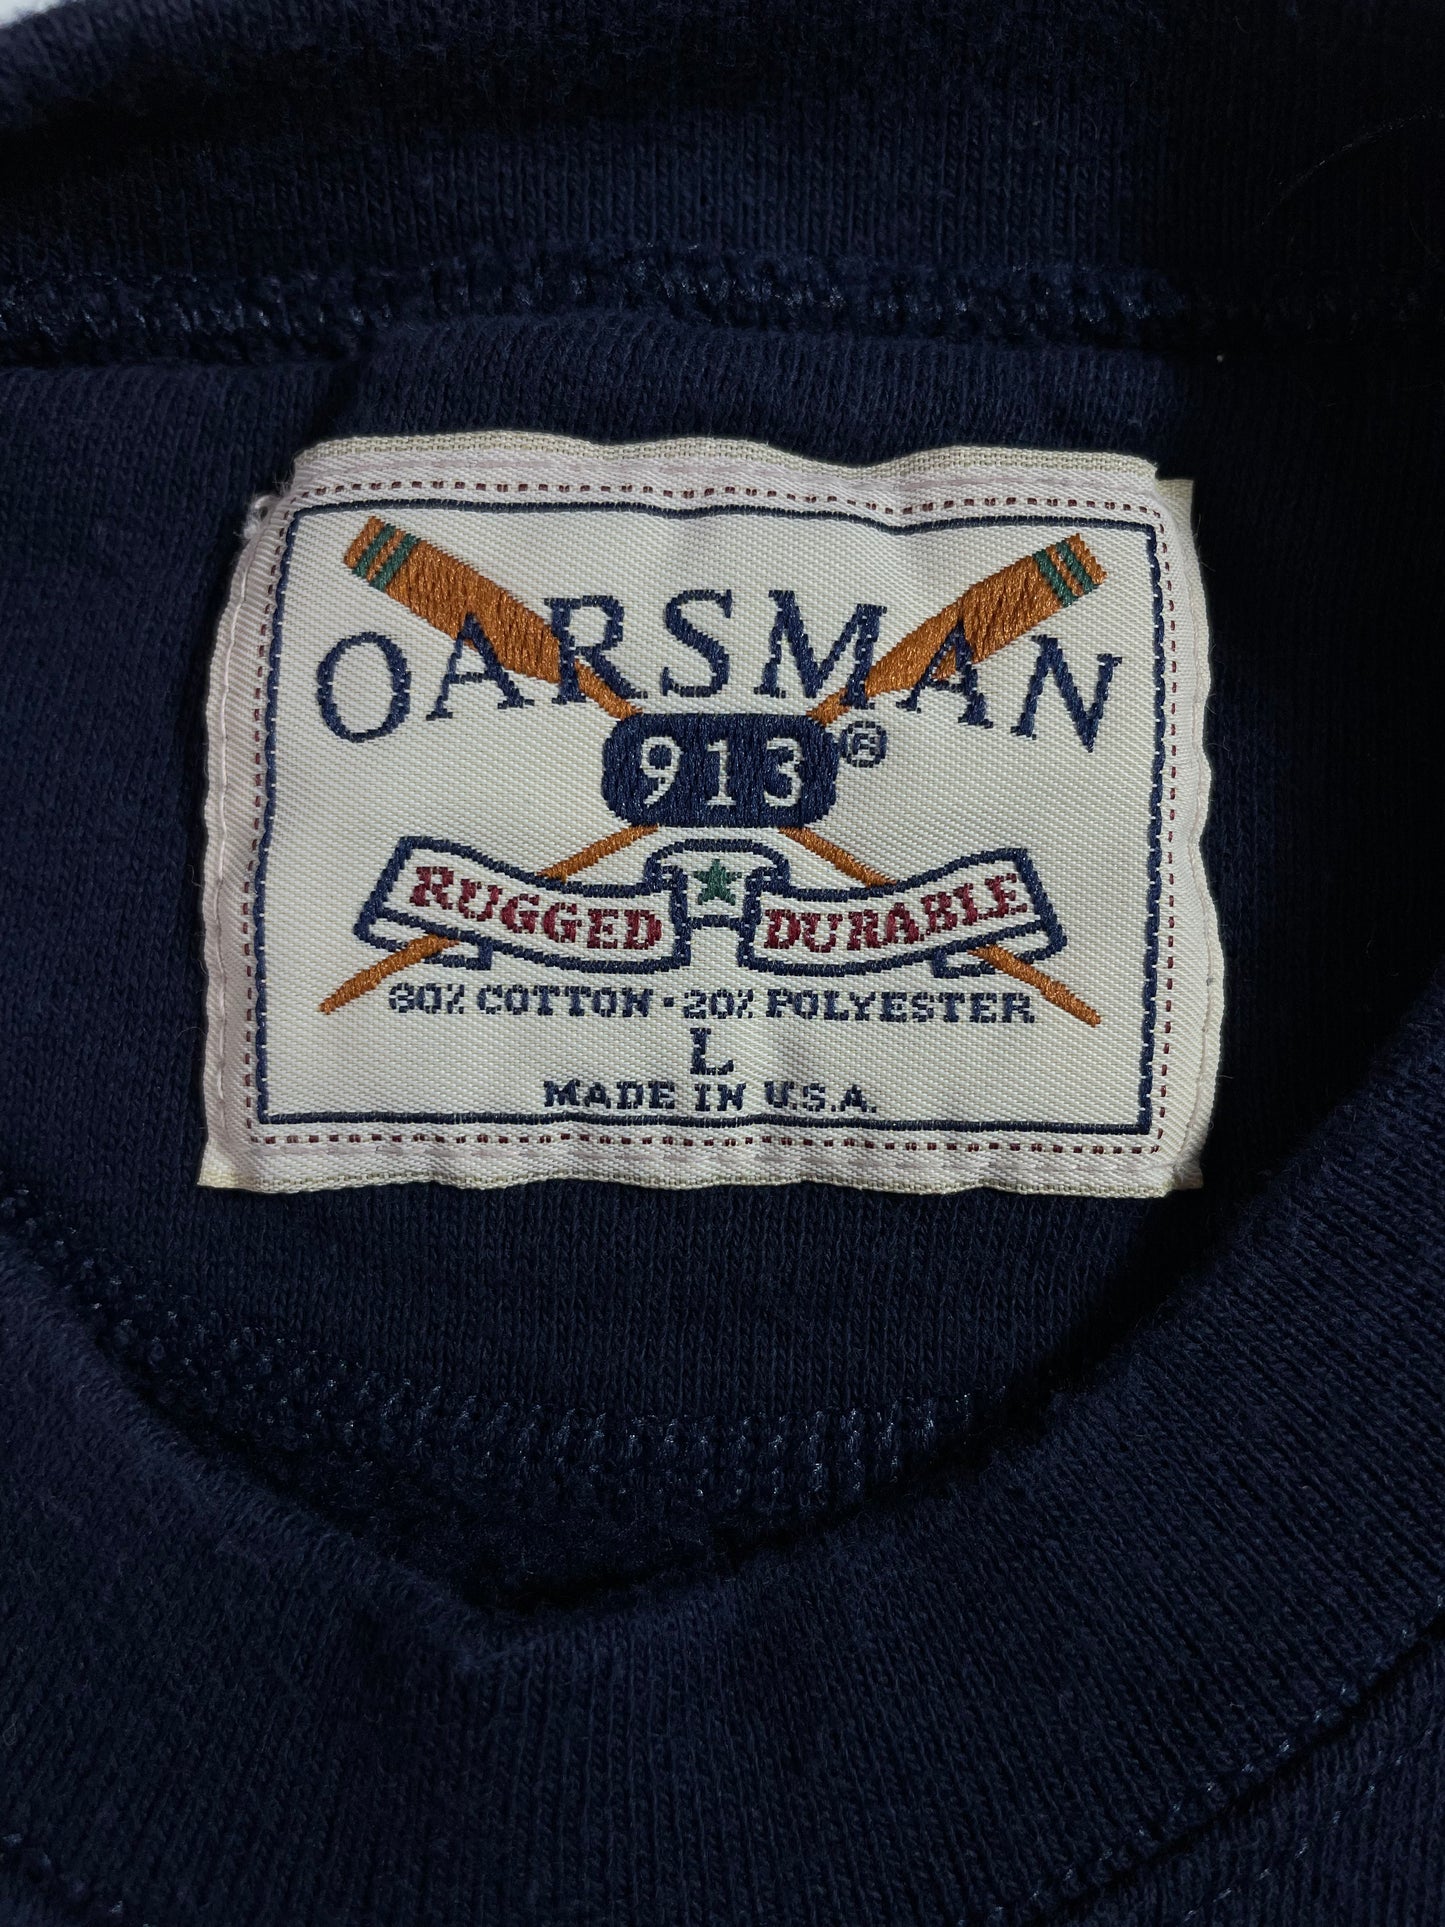 OARSMAN
913®
RUGGED DURABLE
80% COTTON · 20% POLYESTER
L
MADE IN U.S.A.